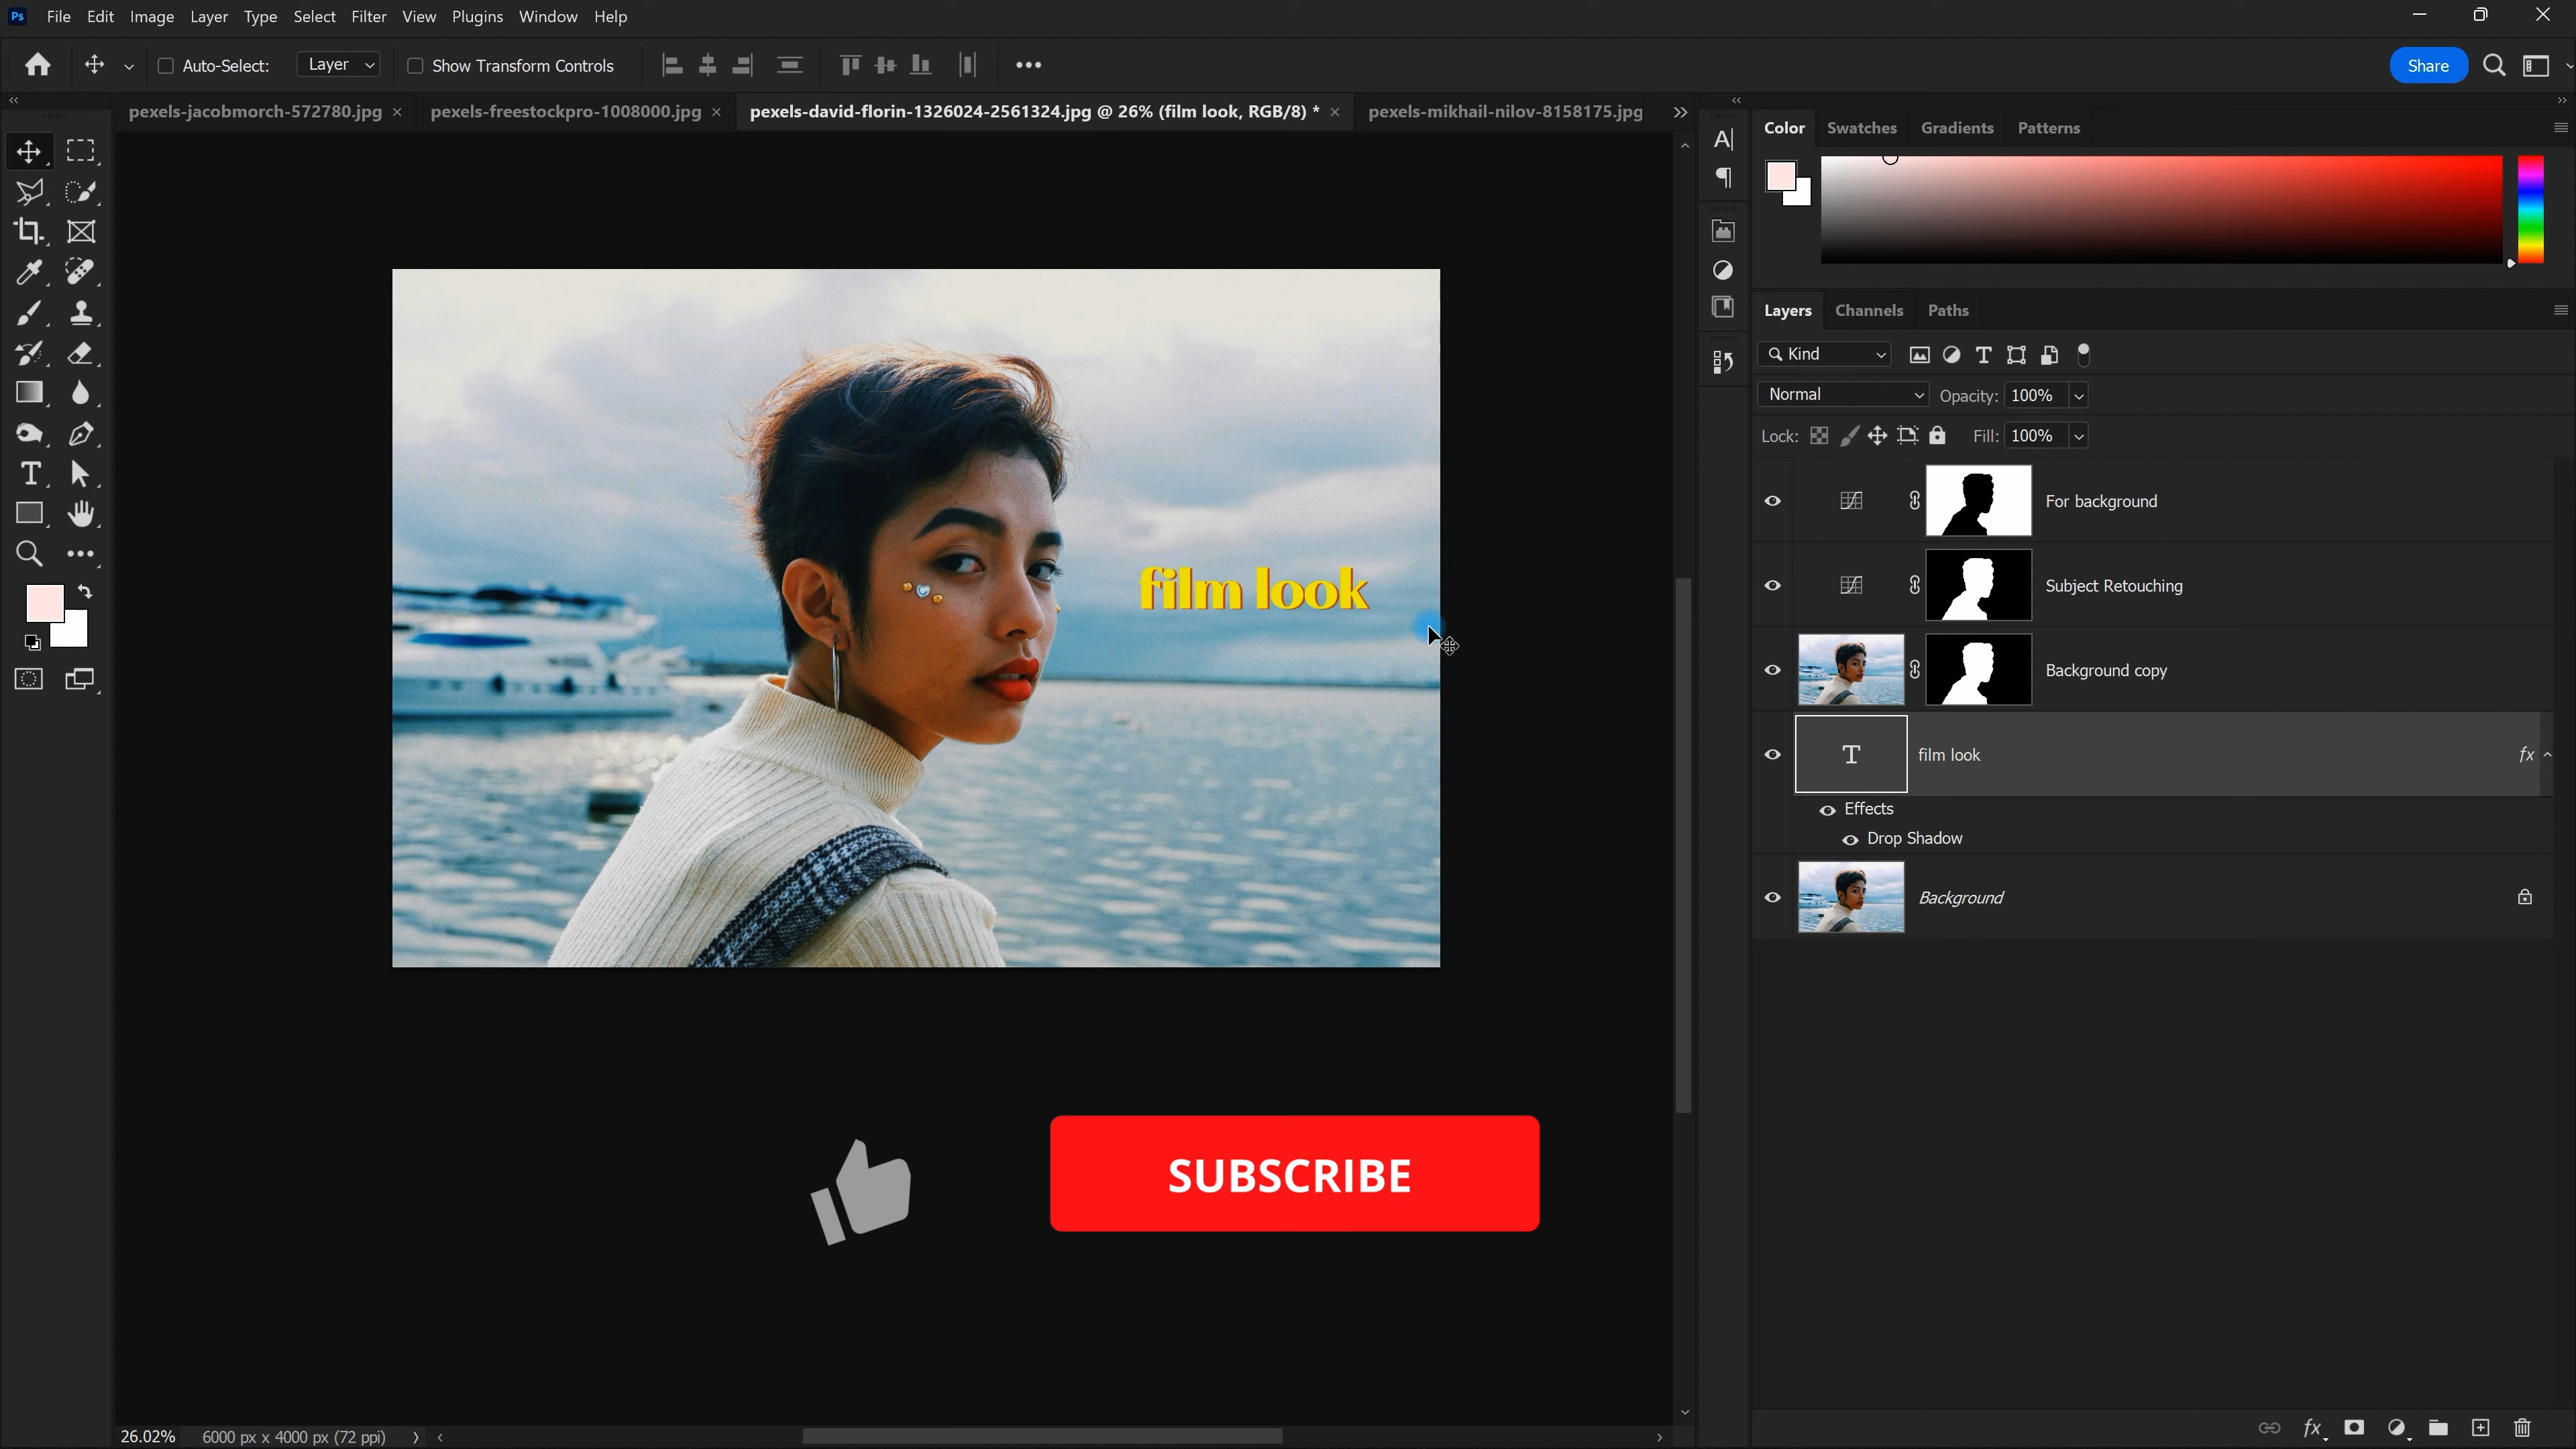 Ps File Edit Image Layer Type Select Filter View Plugins Window Help
Auto-Select: Layer Show Transform Controls Share
pexels-jacobmorch-572780.jpg pexels-freestockpro-1008000.jpg pexels-david-florin-1326024-2561324.jpg @ 26% (film look, RGB/8) * pexels-mikhail-nilov-8158175.jpg
Color Swatches Gradients Patterns
Layers Channels Paths
Kind
Normal Opacity: 100%
Lock: Fill: 100%
For background
Subject Retouching
Background copy
film look fx
Effects
Drop Shadow
Background
film look
SUBSCRIBE
26.02% 6000 px x 4000 px (72 ppi)
fx